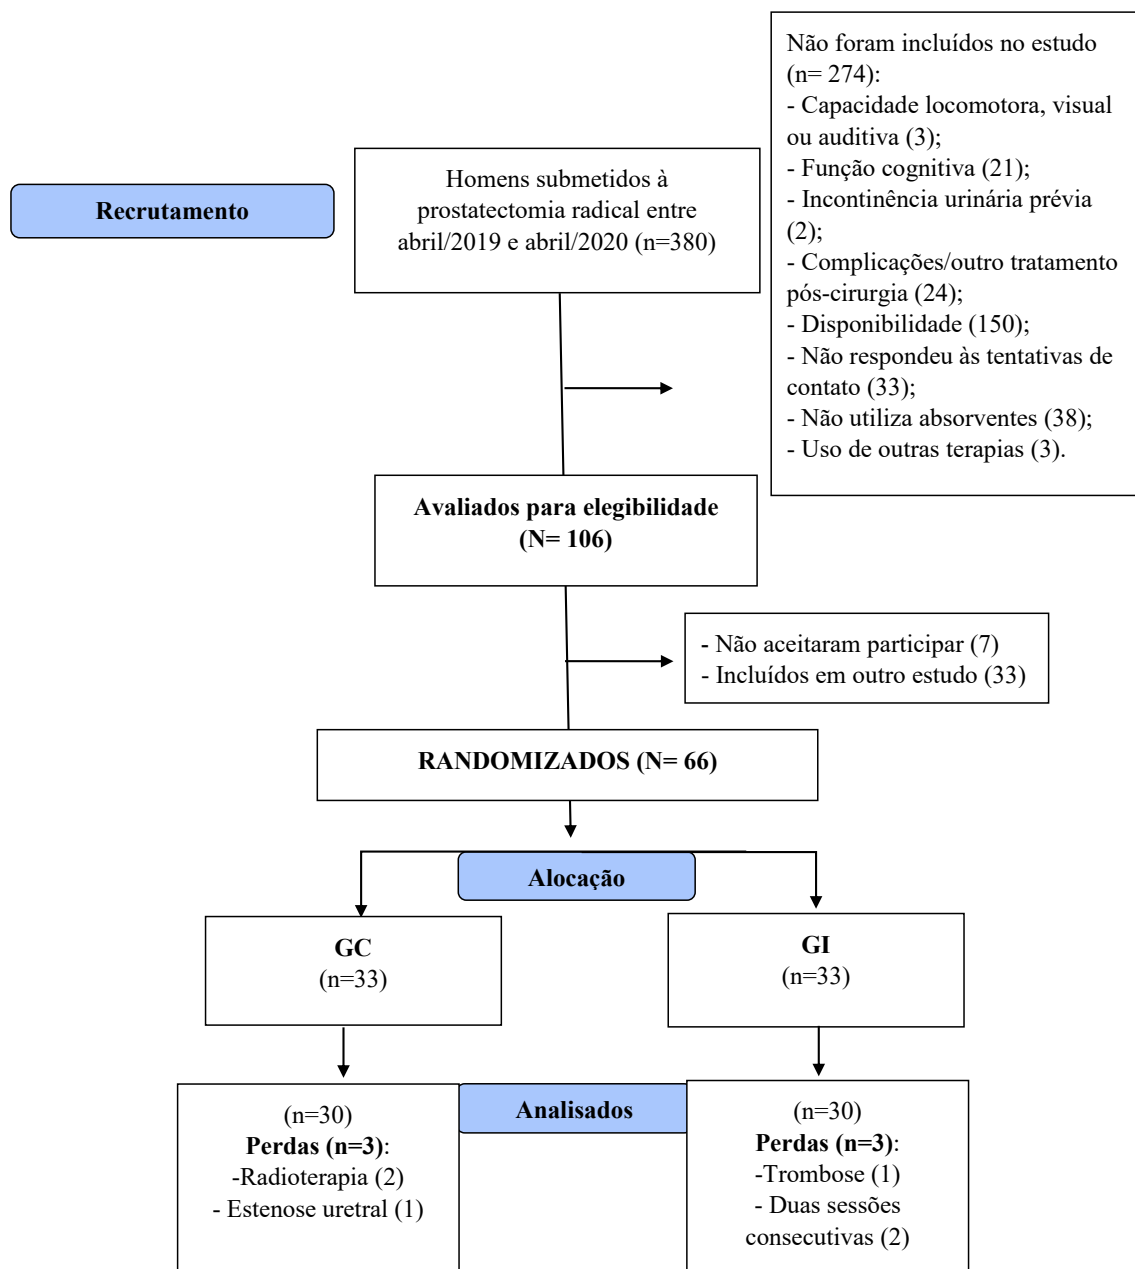 Recrutamento
Homens submetidos à
prostatectomia radical entre
abril/2019 e abril/2020 (n=380)
Não foram incluídos no estudo
(n= 274):
- Capacidade locomotora, visual
ou auditiva (3);
- Função cognitiva (21);
- Incontinência urinária prévia
(2);
- Complicações/outro tratamento
pós-cirurgia (24);
- Disponibilidade (150);
- Não respondeu às tentativas de
contato (33);
- Não utiliza absorventes (38);
- Uso de outras terapias (3).
Avaliados para elegibilidade
(N= 106)
- Não aceitaram participar (7)
- Incluídos em outro estudo (33)
RANDOMIZADOS (N= 66)
Alocação
GC
(n=33)
GI
(n=33)
Analisados
(n=30)
Perdas (n=3):
-Radioterapia (2)
- Estenose uretral (1)
(n=30)
Perdas (n=3):
-Trombose (1)
- Duas sessões
consecutivas (2)